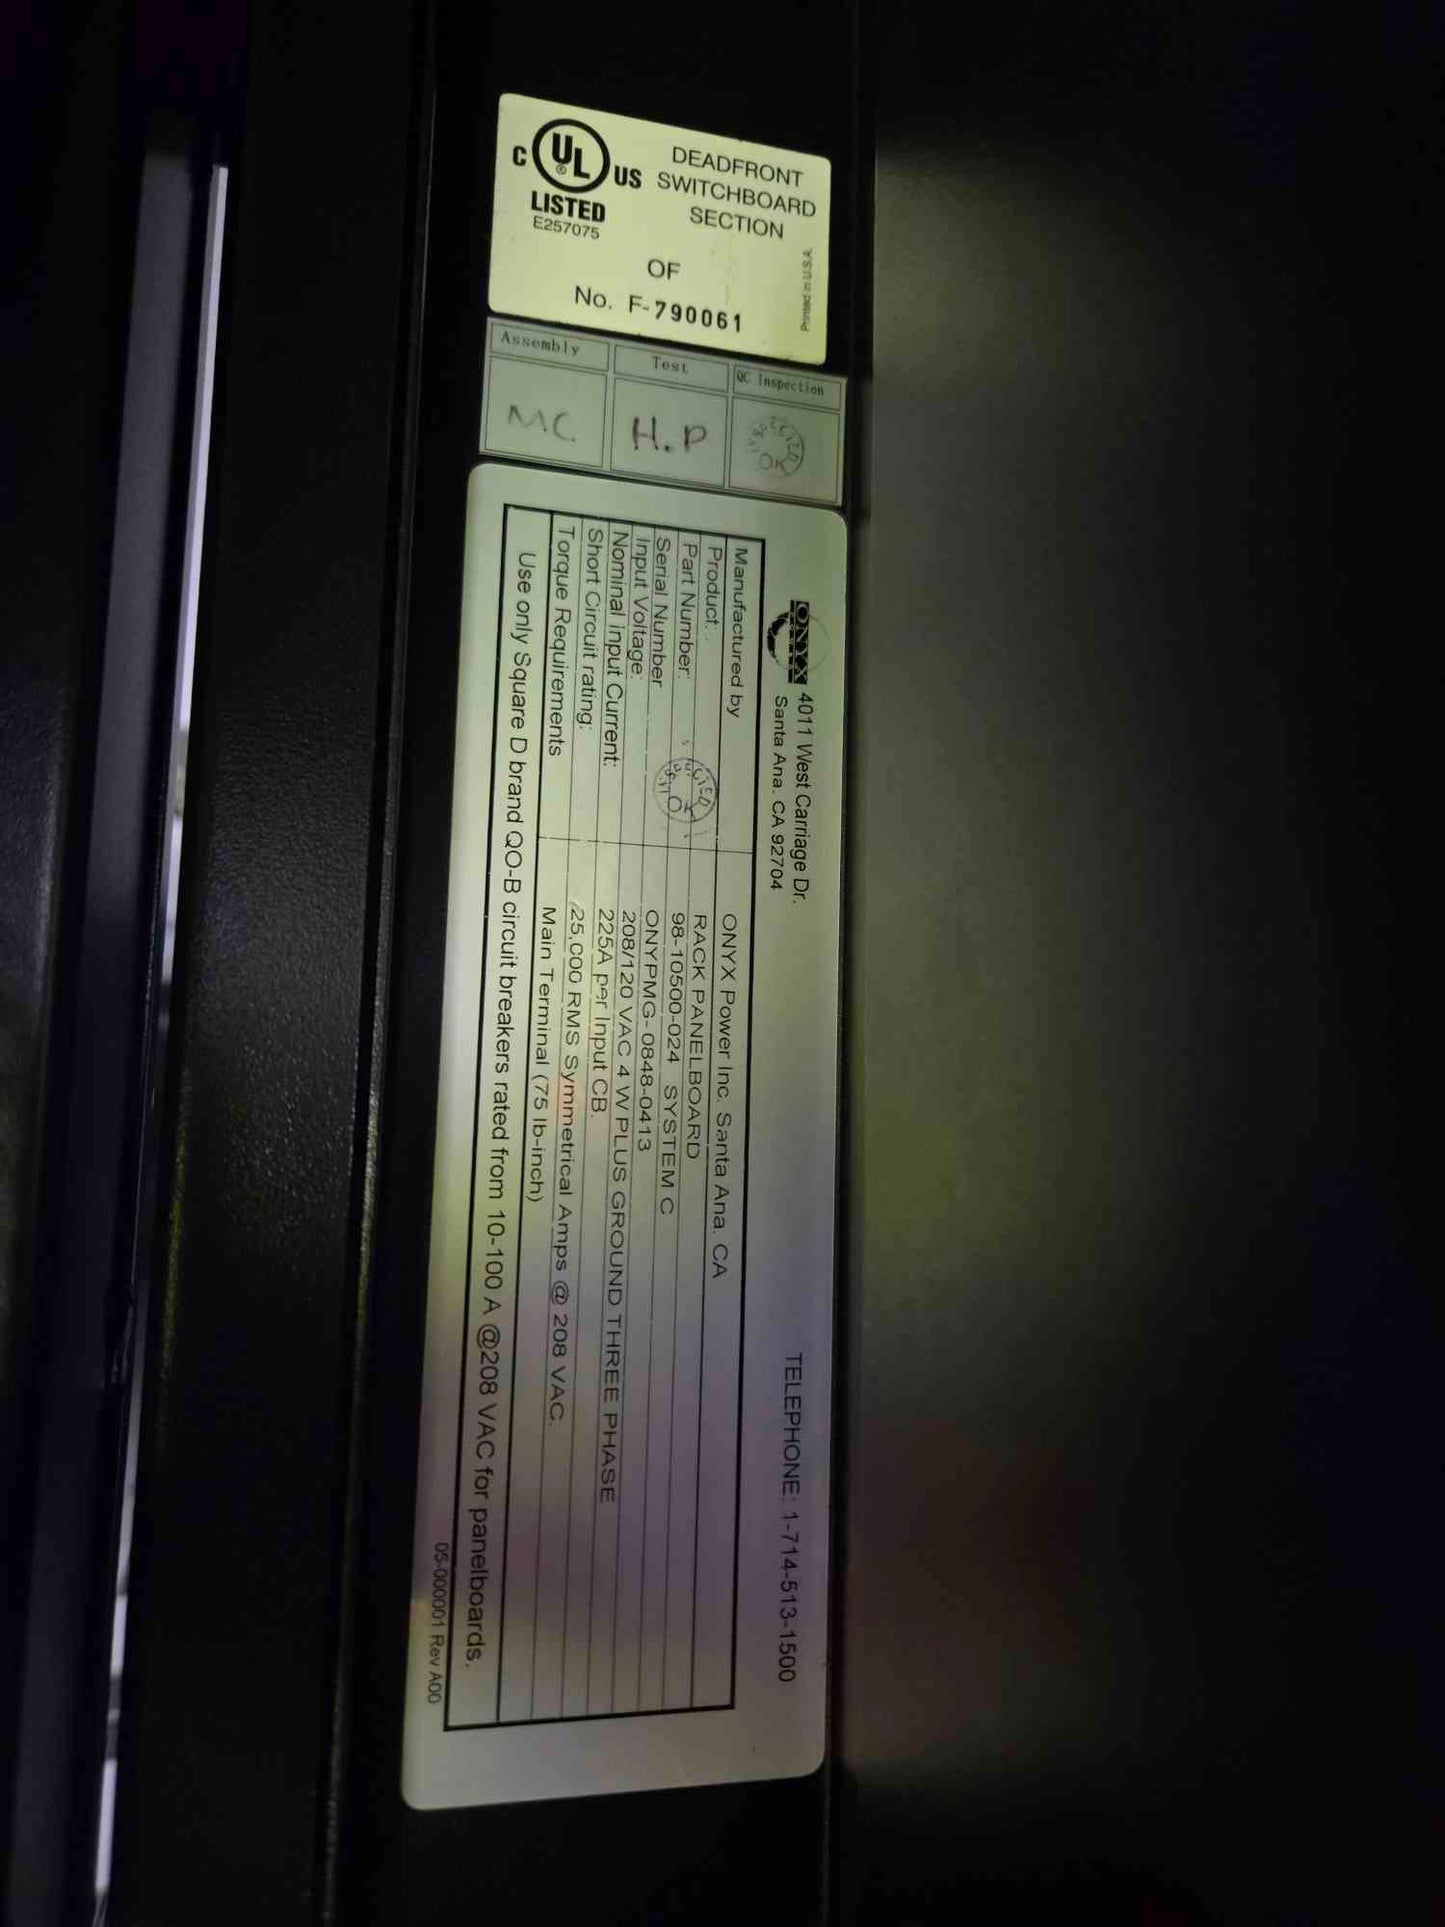 C UL US
®
LISTED
E257075
DEADFRONT
SWITCHBOARD
SECTION
OF
No. F-790061
Printed in U.S.A.
Assembly Test QC Inspection
M.C. H.P OK
ONYX
4011 West Carriage Dr.
Santa Ana. CA 92704
TELEPHONE: 1-714-513-1500
Manufactured by ONYX Power Inc. Santa Ana. CA
Product. RACK PANELBOARD
Part Number: 98-10500-024 SYSTEM C
Serial Number ONYPMG-0848-0413
Input Voltage: 208/120 VAC 4 W PLUS GROUND THREE PHASE
Nominal input Current: 225A per Input CB.
Short Circuit rating: 25,000 RMS Symmetrical Amps @ 208 VAC.
Torque Requirements Main Terminal (75 lb-inch)
Use only Square D brand QO-B circuit breakers rated from 10-100 A @208 VAC for panelboards.
05-000001 Rev A00
OK